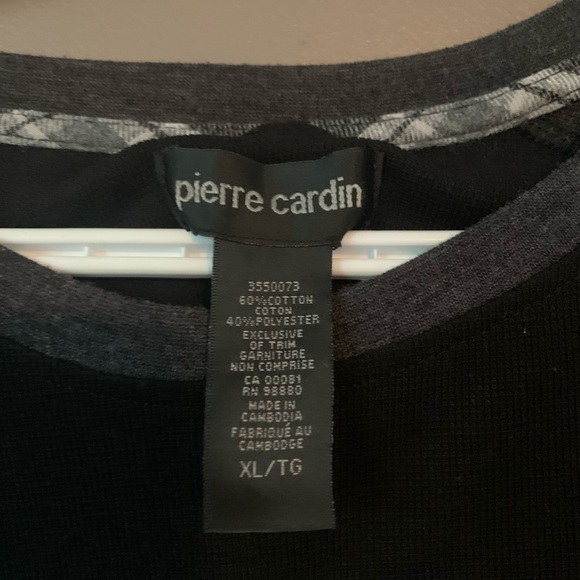 pierre cardin
3550073
60%COTTON
COTON
40%POLYESTER
EXCLUSIVE
OF TRIM
GARNITURE
NON COMPRISE
CA 00081
RN 98880
MADE IN
CAMBODIA
FABRIQUÉ AU
CAMBODGE
XL/TG